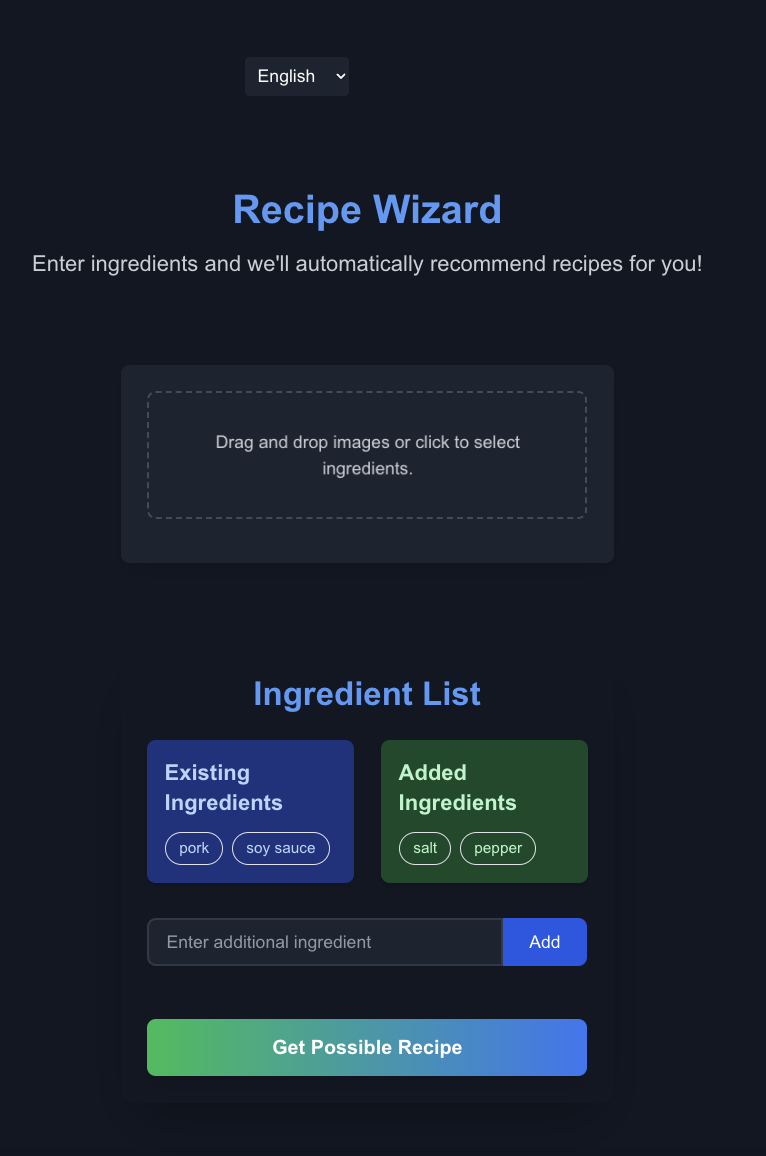 English
Recipe Wizard
Enter ingredients and we'll automatically recommend recipes for you!
Drag and drop images or click to select
ingredients.
Ingredient List
Existing
Ingredients
pork
soy sauce
Added
Ingredients
salt
pepper
Enter additional ingredient
Add
Get Possible Recipe